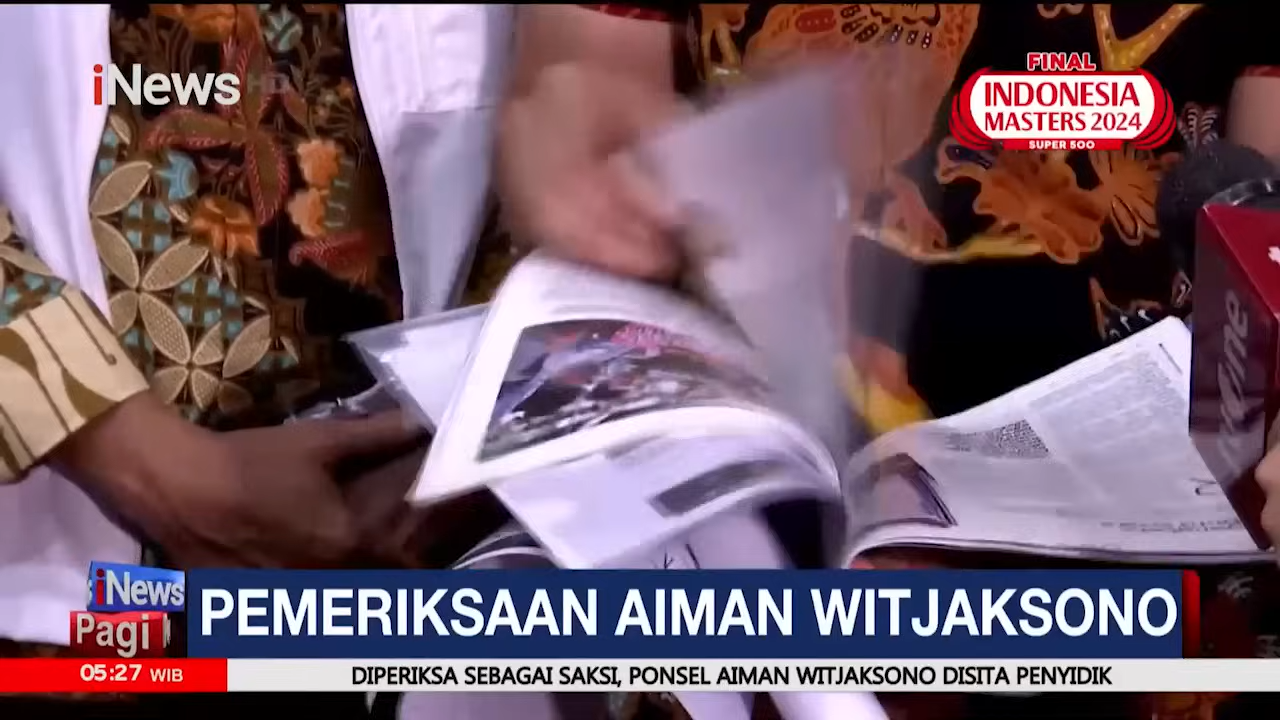 iNews
FINAL
INDONESIA
MASTERS 2024
SUPER 500
iNews
Pagi
PEMERIKSAAN AIMAN WITJAKSONO
05:27 WIB
DIPERIKSA SEBAGAI SAKSI, PONSEL AIMAN WITJAKSONO DISITA PENYIDIK